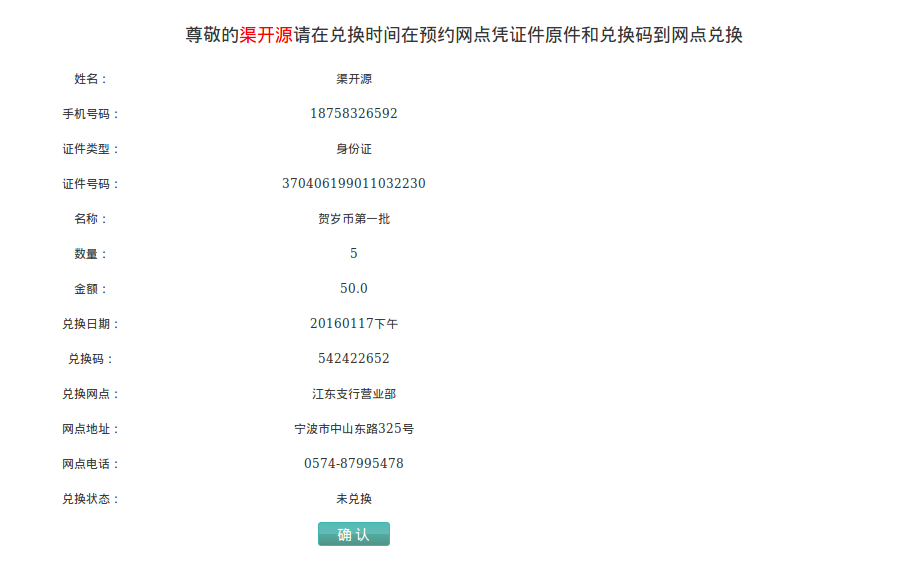 尊敬的渠开源请在兑换时间在预约网点凭证件原件和兑换码到网点兑换
姓名： 渠开源
手机号码： 18758326592
证件类型： 身份证
证件号码： 370406199011032230
名称： 贺岁币第一批
数量： 5
金额： 50.0
兑换日期： 20160117下午
兑换码： 542422652
兑换网点： 江东支行营业部
网点地址： 宁波市中山东路325号
网点电话： 0574-87995478
兑换状态： 未兑换
确认